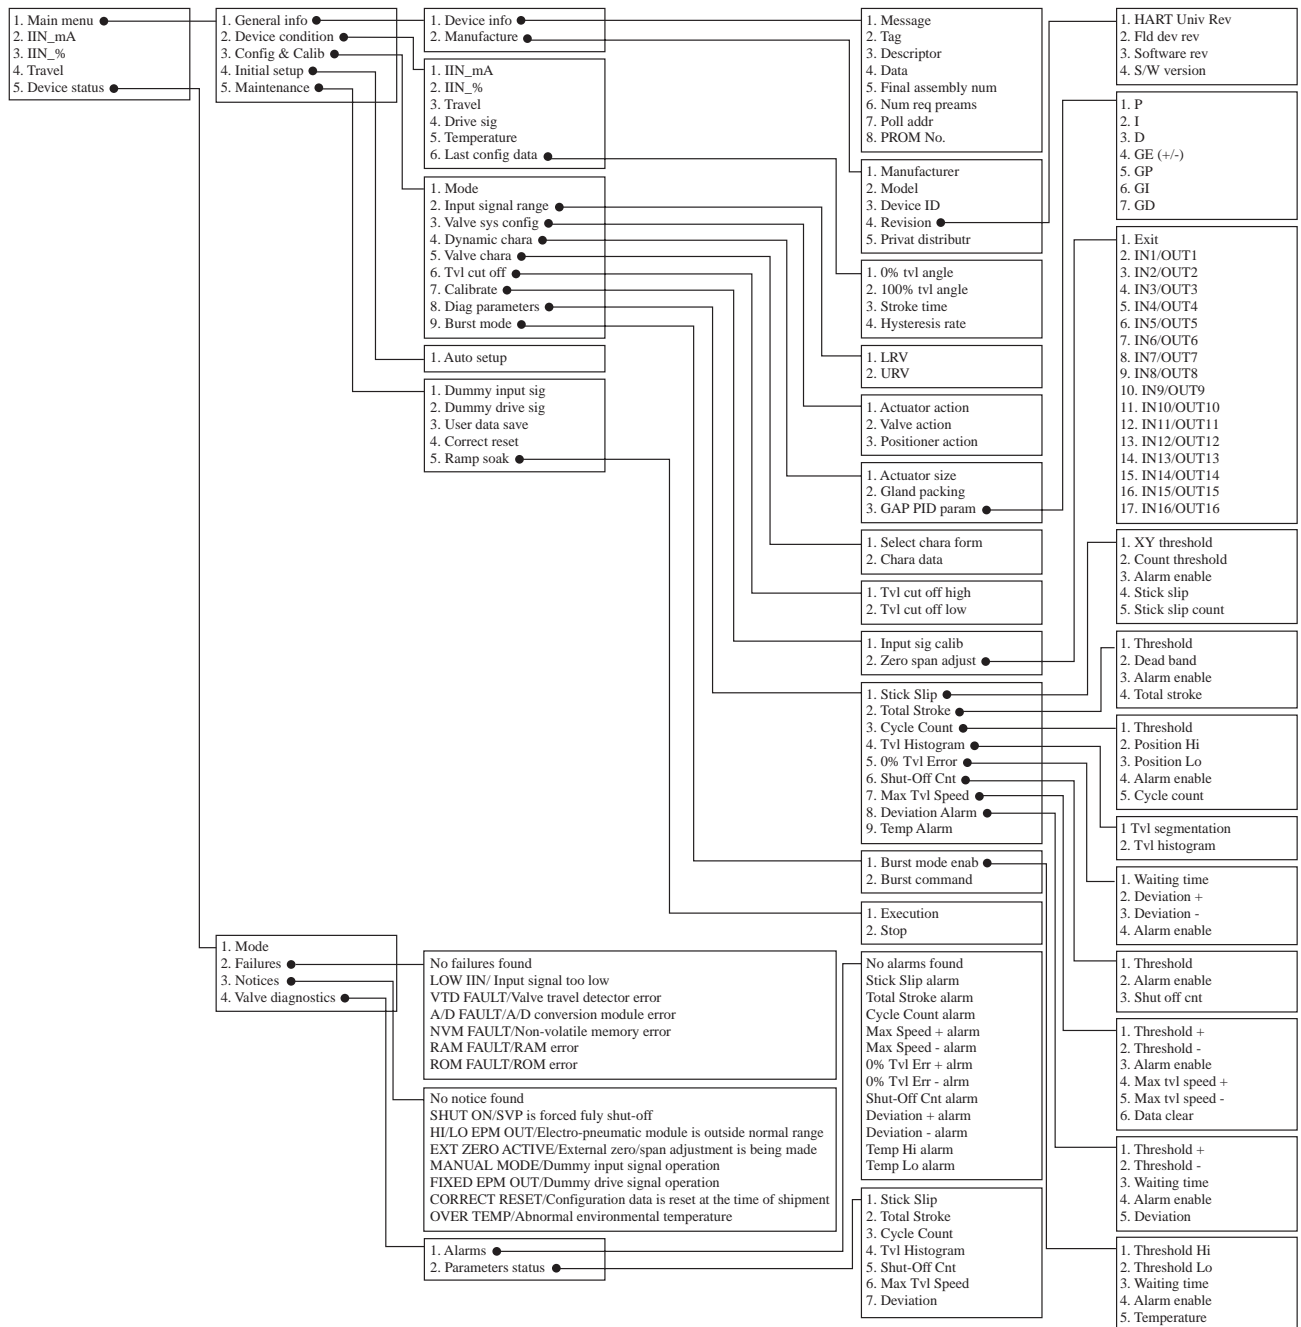 1. Main menu
2. IIN_mA
3. IIN_%
4. Travel
5. Device status
1. General info
2. Device condition
3. Config & Calib
4. Initial setup
5. Maintenance
1. Device info
2. Manufacture
1. IIN_mA
2. IIN_%
3. Travel
4. Drive sig
5. Temperature
6. Last config data
1. Mode
2. Input signal range
3. Valve sys config
4. Dynamic chara
5. Valve chara
6. Tvl cut off
7. Calibrate
8. Diag parameters
9. Burst mode
1. Auto setup
1. Dummy input sig
2. Dummy drive sig
3. User data save
4. Correct reset
5. Ramp soak
1. Message
2. Tag
3. Descriptor
4. Data
5. Final assembly num
6. Num req preams
7. Poll addr
8. PROM No.
1. Manufacturer
2. Model
3. Device ID
4. Revision
5. Privat distributr
1. 0% tvl angle
2. 100% tvl angle
3. Stroke time
4. Hysteresis rate
1. LRV
2. URV
1. Actuator action
2. Valve action
3. Positioner action
1. Actuator size
2. Gland packing
3. GAP PID param
1. Select chara form
2. Chara data
1. Tvl cut off high
2. Tvl cut off low
1. Input sig calib
2. Zero span adjust
1. Stick Slip
2. Total Stroke
3. Cycle Count
4. Tvl Histogram
5. 0% Tvl Error
6. Shut-Off Cnt
7. Max Tvl Speed
8. Deviation Alarm
9. Temp Alarm
1. Burst mode enab
2. Burst command
1. Execution
2. Stop
1. HART Univ Rev
2. Fld dev rev
3. Software rev
4. S/W version
1. P
2. I
3. D
4. GE (+/-)
5. GP
6. GI
7. GD
1. Exit
2. IN1/OUT1
3. IN2/OUT2
4. IN3/OUT3
5. IN4/OUT4
6. IN5/OUT5
7. IN6/OUT6
8. IN7/OUT7
9. IN8/OUT8
10. IN9/OUT9
11. IN10/OUT10
12. IN11/OUT11
13. IN12/OUT12
14. IN13/OUT13
15. IN14/OUT14
16. IN15/OUT15
17. IN16/OUT16
1. XY threshold
2. Count threshold
3. Alarm enable
4. Stick slip
5. Stick slip count
1. Threshold
2. Dead band
3. Alarm enable
4. Total stroke
1. Threshold
2. Position Hi
3. Position Lo
4. Alarm enable
5. Cycle count
1 Tvl segmentation
2. Tvl histogram
1. Waiting time
2. Deviation +
3. Deviation -
4. Alarm enable
1. Threshold
2. Alarm enable
3. Shut off cnt
1. Threshold +
2. Threshold -
3. Alarm enable
4. Max tvl speed +
5. Max tvl speed -
6. Data clear
1. Threshold +
2. Threshold -
3. Waiting time
4. Alarm enable
5. Deviation
1. Threshold Hi
2. Threshold Lo
3. Waiting time
4. Alarm enable
5. Temperature
1. Mode
2. Failures
3. Notices
4. Valve diagnostics
No failures found
LOW IIN/ Input signal too low
VTD FAULT/Valve travel detector error
A/D FAULT/A/D conversion module error
NVM FAULT/Non-volatile memory error
RAM FAULT/RAM error
ROM FAULT/ROM error
No notice found
SHUT ON/SVP is forced fuly shut-off
HI/LO EPM OUT/Electro-pneumatic module is outside normal range
EXT ZERO ACTIVE/External zero/span adjustment is being made
MANUAL MODE/Dummy input signal operation
FIXED EPM OUT/Dummy drive signal operation
CORRECT RESET/Configuration data is reset at the time of shipment
OVER TEMP/Abnormal environmental temperature
1. Alarms
2. Parameters status
No alarms found
Stick Slip alarm
Total Stroke alarm
Cycle Count alarm
Max Speed + alarm
Max Speed - alarm
0% Tvl Err + alrm
0% Tvl Err - alrm
Shut-Off Cnt alarm
Deviation + alarm
Deviation - alarm
Temp Hi alarm
Temp Lo alarm
1. Stick Slip
2. Total Stroke
3. Cycle Count
4. Tvl Histogram
5. Shut-Off Cnt
6. Max Tvl Speed
7. Deviation